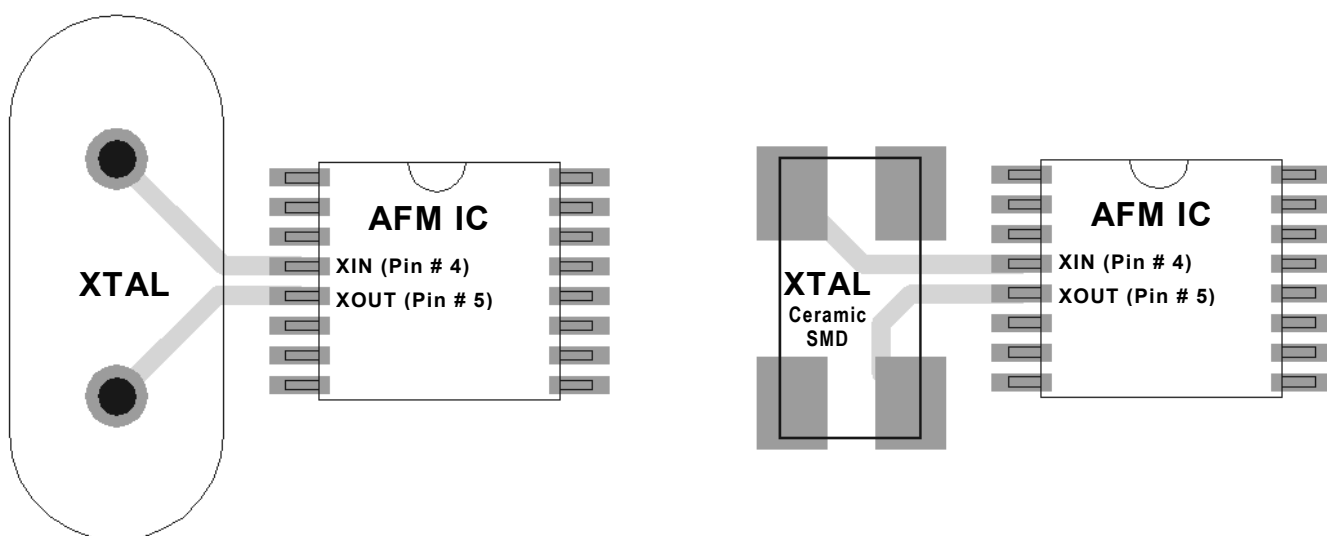 AFM IC
XIN (Pin # 4)
XTAL
XOUT (Pin # 5)
AFM IC
XIN (Pin # 4)
XTAL
XOUT (Pin # 5)
Ceramic
SMD